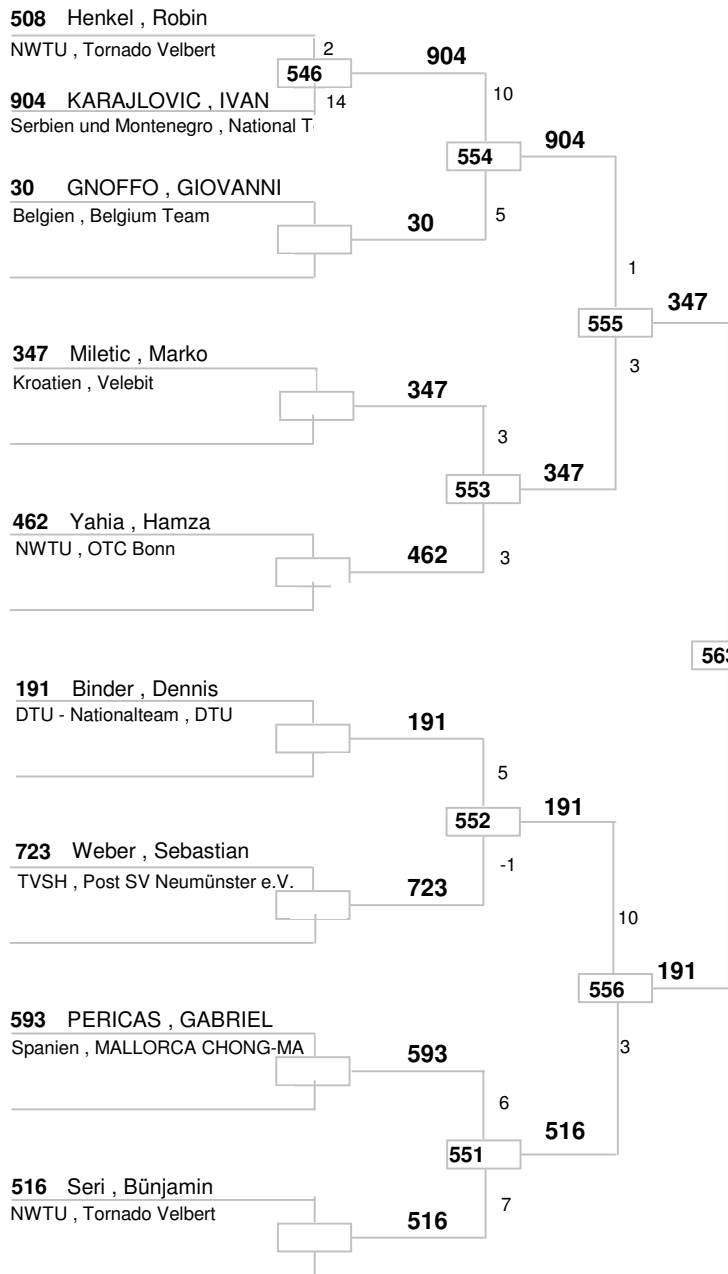 508 Henkel , Robin
NWTU , Tornado Velbert
2
546
904
904 KARAJLOVIC , IVAN
14
Serbien und Montenegro , National T
10
554
904
30 GNOFFO , GIOVANNI
Belgien , Belgium Team
30
5
1
555
347
347 Miletic , Marko
Kroatien , Velebit
347
3
3
553
347
462 Yahia , Hamza
NWTU , OTC Bonn
462
3
563
191 Binder , Dennis
DTU - Nationalteam , DTU
191
5
552
191
723 Weber , Sebastian
TVSH , Post SV Neumünster e.V.
723
-1
10
556
191
593 PERICAS , GABRIEL
Spanien , MALLORCA CHONG-MA
593
3
6
551
516
516 Seri , Bünjamin
NWTU , Tornado Velbert
516
7